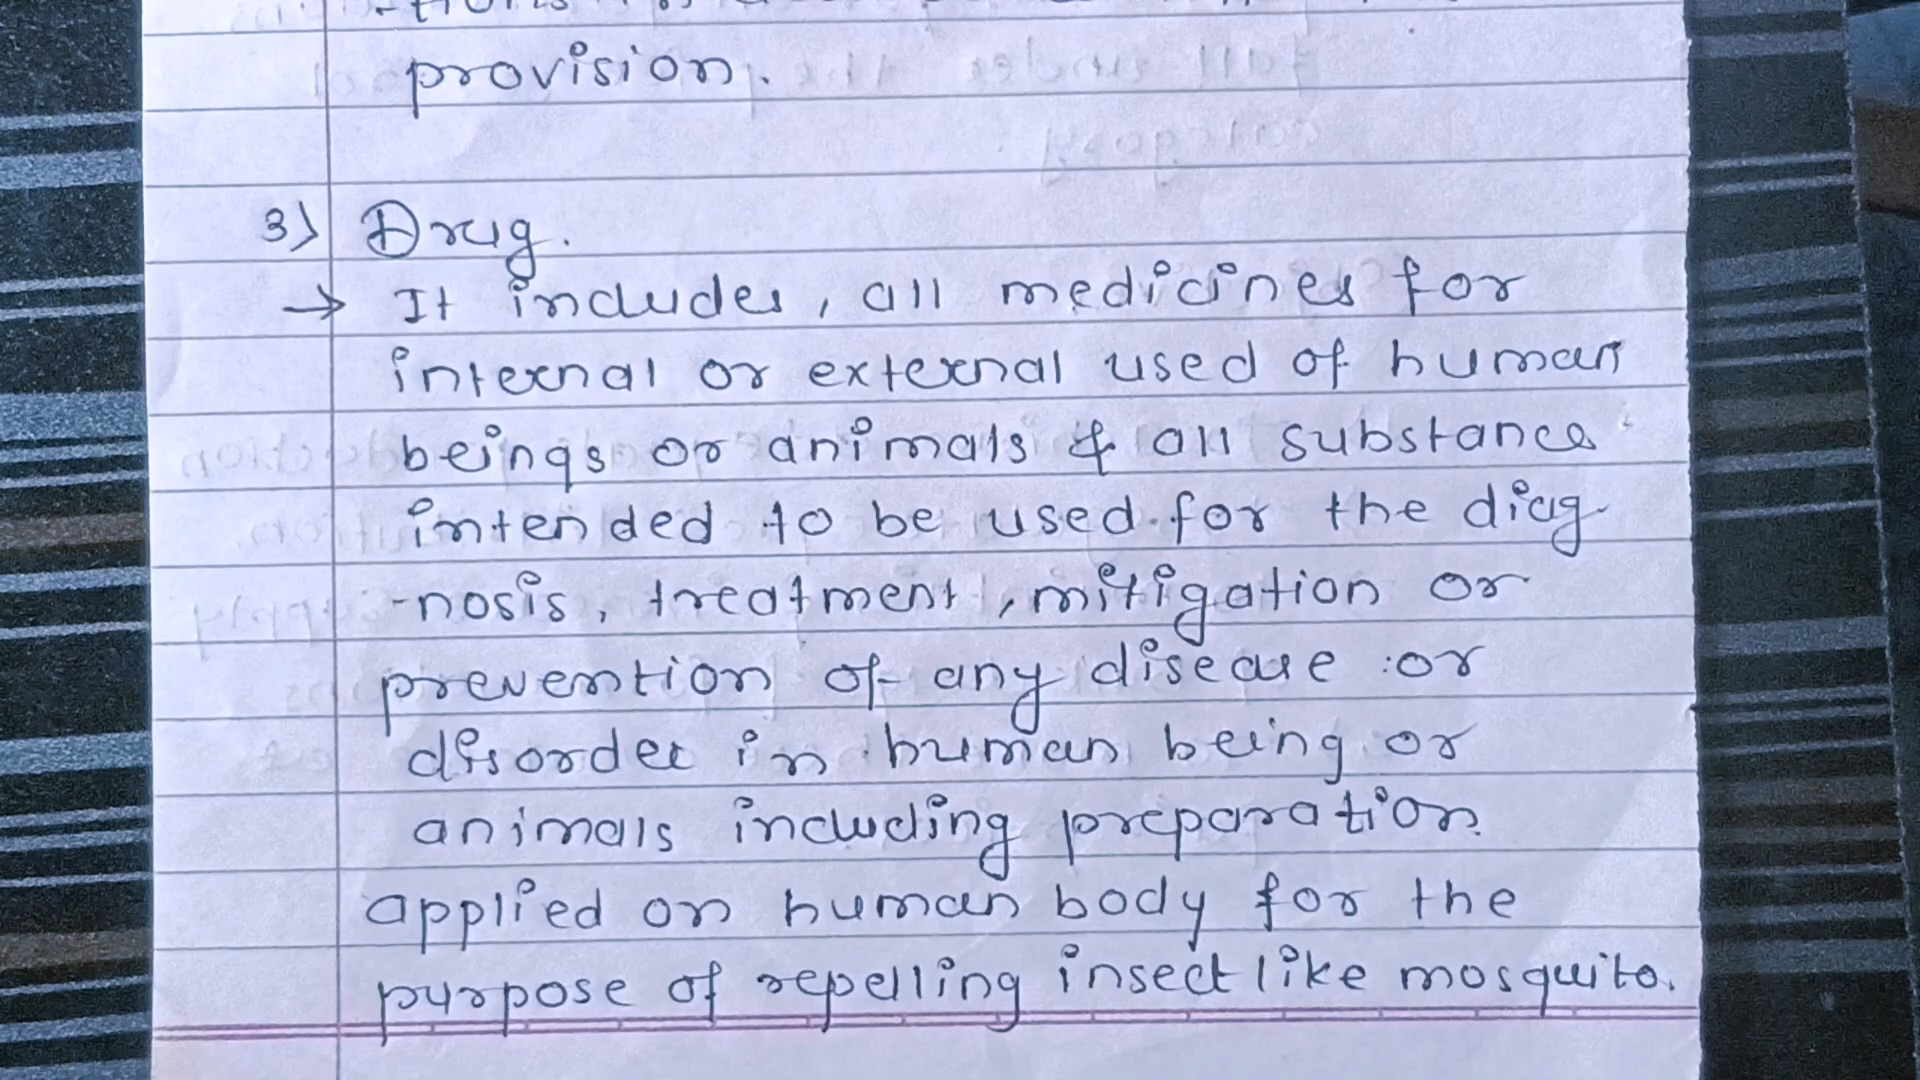 provision.
3) Drug.
→ It includes, all medicines for
internal or external used of human
beings or animals & all substance
intended to be used for the diag
-nosis, treatment, mitigation or
prevention of any disease or
disorder in human being or
animals including preparation
applied on human body for the
purpose of repelling insect like mosquito.